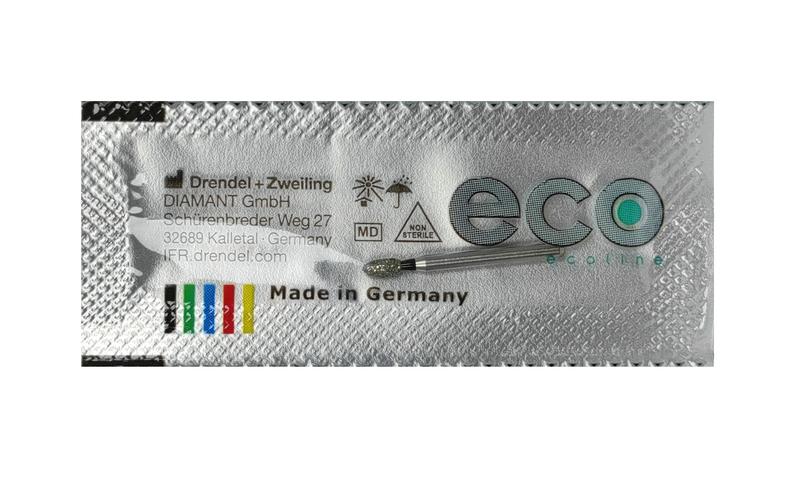 Drendel + Zweiling
DIAMANT GmbH
Schürenbreder Weg 27
32689 Kalletal · Germany
IFR.drendel.com
MD
NON
STERILE
eco
ecoline
Made in Germany